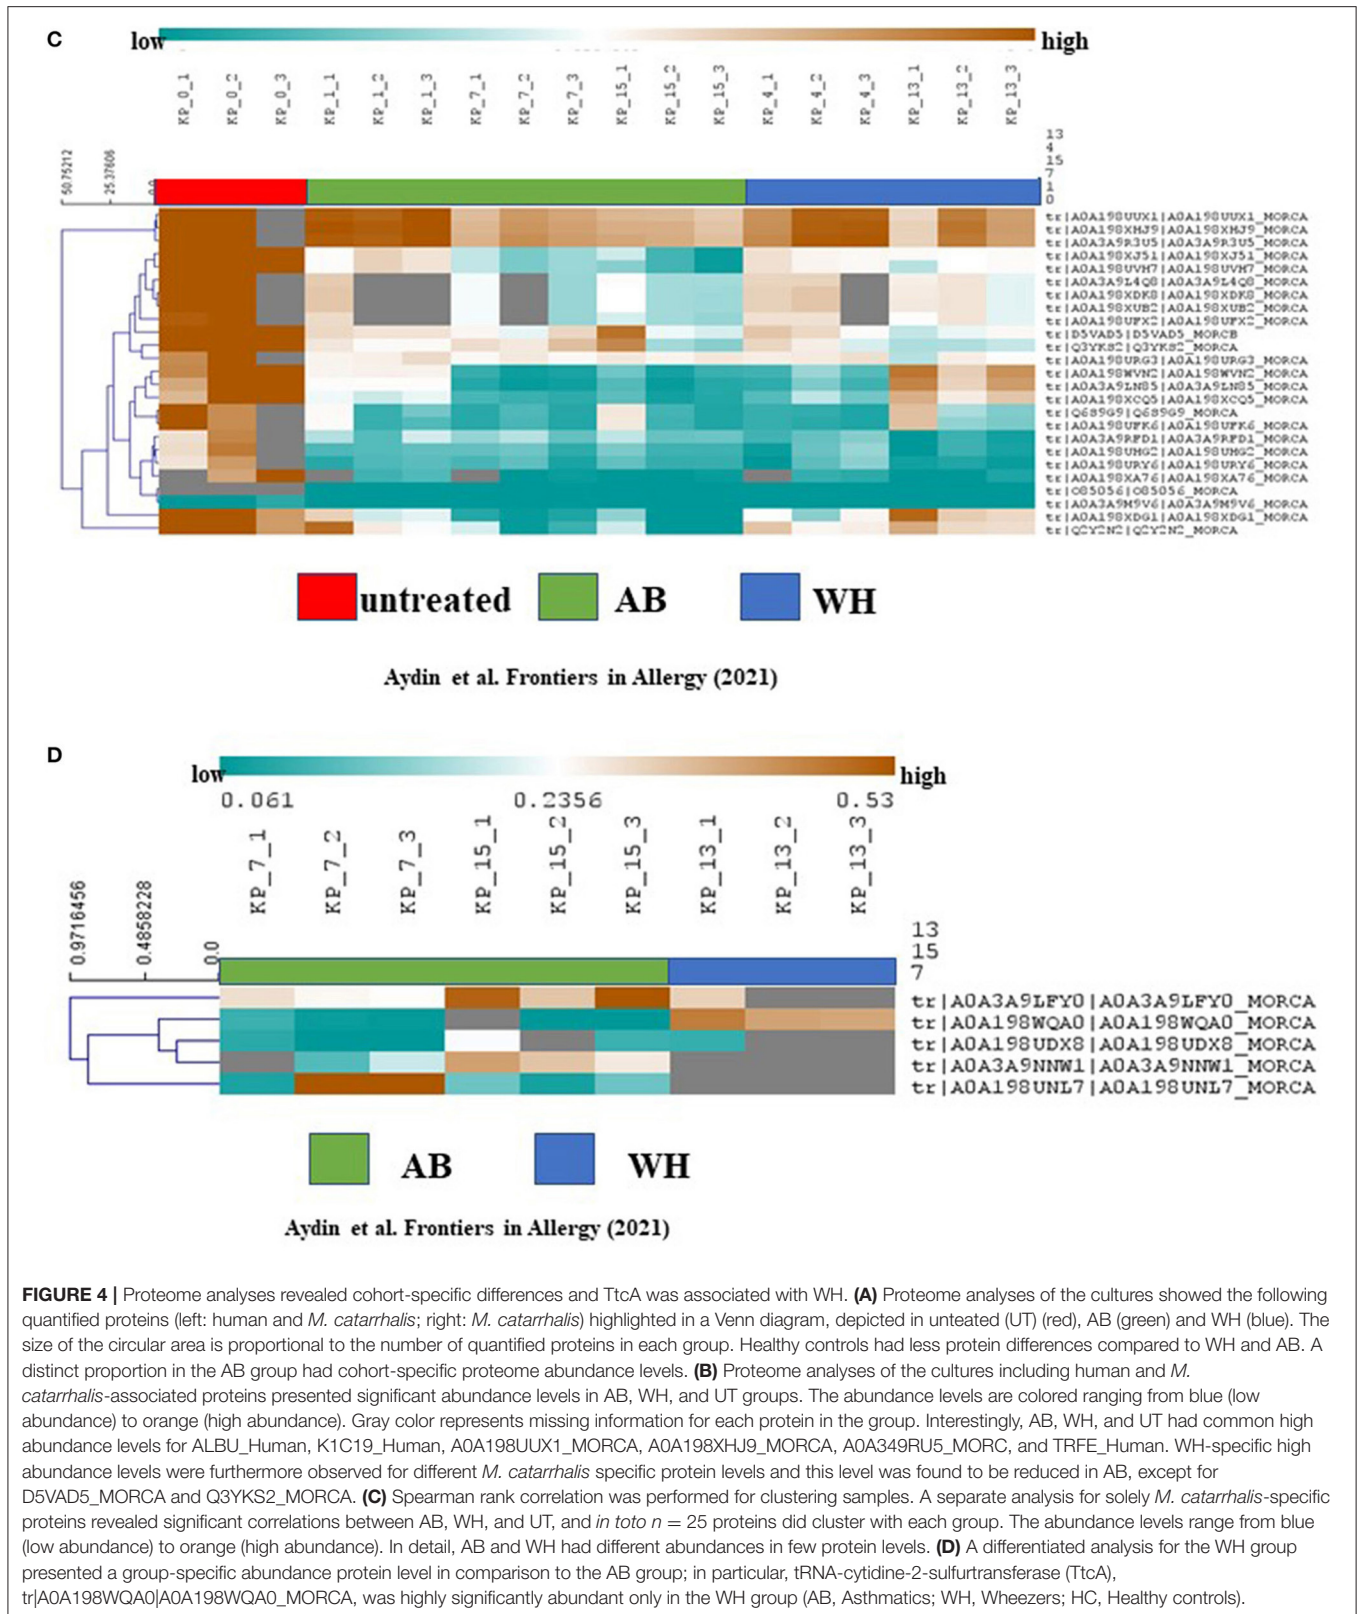 C
low
high
KP_0_1
KP_0_2
KP_0_3
KP_1_1
KP_1_2
KP_1_3
KP_7_1
KP_7_2
KP_7_3
KP_15_1
KP_15_2
KP_15_3
KP_4_1
KP_4_2
KP_4_3
KP_13_1
KP_13_2
KP_13_3
50.75212
25.37606
0.0
13
4
15
7
1
0
tr|A0A198UUX1|A0A198UUX1_MORCA
tr|A0A198XHJ9|A0A198XHJ9_MORCA
tr|A0A3A9R3U5|A0A3A9R3U5_MORCA
tr|A0A198XJ51|A0A198XJ51_MORCA
tr|A0A198UVH7|A0A198UVH7_MORCA
tr|A0A3A9L4Q8|A0A3A9L4Q8_MORCA
tr|A0A198XDK8|A0A198XDK8_MORCA
tr|A0A198XUB2|A0A198XUB2_MORCA
tr|A0A198UFX2|A0A198UFX2_MORCA
tr|D5VAD5|D5VAD5_MORCB
tr|Q3YKS2|Q3YKS2_MORCA
tr|A0A198URG3|A0A198URG3_MORCA
tr|A0A198WVN2|A0A198WVN2_MORCA
tr|A0A3A9LN85|A0A3A9LN85_MORCA
tr|A0A198XCQ5|A0A198XCQ5_MORCA
tr|Q6S9G9|Q6S9G9_MORCA
tr|A0A198UFK6|A0A198UFK6_MORCA
tr|A0A3A9RFD1|A0A3A9RFD1_MORCA
tr|A0A198UHG2|A0A198UHG2_MORCA
tr|A0A198URY6|A0A198URY6_MORCA
tr|A0A198XA76|A0A198XA76_MORCA
tr|O85056|O85056_MORCA
tr|A0A3A9M9V6|A0A3A9M9V6_MORCA
tr|A0A198XDG1|A0A198XDG1_MORCA
tr|Q2Y2N2|Q2Y2N2_MORCA
untreated
AB
WH
Aydin et al. Frontiers in Allergy (2021)
D
low
high
0.061
0.2356
0.53
KP_7_1
KP_7_2
KP_7_3
KP_15_1
KP_15_2
KP_15_3
KP_13_1
KP_13_2
KP_13_3
0.9716456
0.4858228
0.0
13
15
7
tr|A0A3A9LFY0|A0A3A9LFY0_MORCA
tr|A0A198WQA0|A0A198WQA0_MORCA
tr|A0A198UDX8|A0A198UDX8_MORCA
tr|A0A3A9NNW1|A0A3A9NNW1_MORCA
tr|A0A198UNL7|A0A198UNL7_MORCA
AB
WH
Aydin et al. Frontiers in Allergy (2021)
FIGURE 4 | Proteome analyses revealed cohort-specific differences and TtcA was associated with WH. (A) Proteome analyses of the cultures showed the following
quantified proteins (left: human and M. catarrhalis; right: M. catarrhalis) highlighted in a Venn diagram, depicted in unteated (UT) (red), AB (green) and WH (blue). The
size of the circular area is proportional to the number of quantified proteins in each group. Healthy controls had less protein differences compared to WH and AB. A
distinct proportion in the AB group had cohort-specific proteome abundance levels. (B) Proteome analyses of the cultures including human and M.
catarrhalis-associated proteins presented significant abundance levels in AB, WH, and UT groups. The abundance levels are colored ranging from blue (low
abundance) to orange (high abundance). Gray color represents missing information for each protein in the group. Interestingly, AB, WH, and UT had common high
abundance levels for ALBU_Human, K1C19_Human, A0A198UUX1_MORCA, A0A198XHJ9_MORCA, A0A349RU5_MORC, and TRFE_Human. WH-specific high
abundance levels were furthermore observed for different M. catarrhalis specific protein levels and this level was found to be reduced in AB, except for
D5VAD5_MORCA and Q3YKS2_MORCA. (C) Spearman rank correlation was performed for clustering samples. A separate analysis for solely M. catarrhalis-specific
proteins revealed significant correlations between AB, WH, and UT, and in toto n = 25 proteins did cluster with each group. The abundance levels range from blue
(low abundance) to orange (high abundance). In detail, AB and WH had different abundances in few protein levels. (D) A differentiated analysis for the WH group
presented a group-specific abundance protein level in comparison to the AB group; in particular, tRNA-cytidine-2-sulfurtransferase (TtcA),
tr|A0A198WQA0|A0A198WQA0_MORCA, was highly significantly abundant only in the WH group (AB, Asthmatics; WH, Wheezers; HC, Healthy controls).